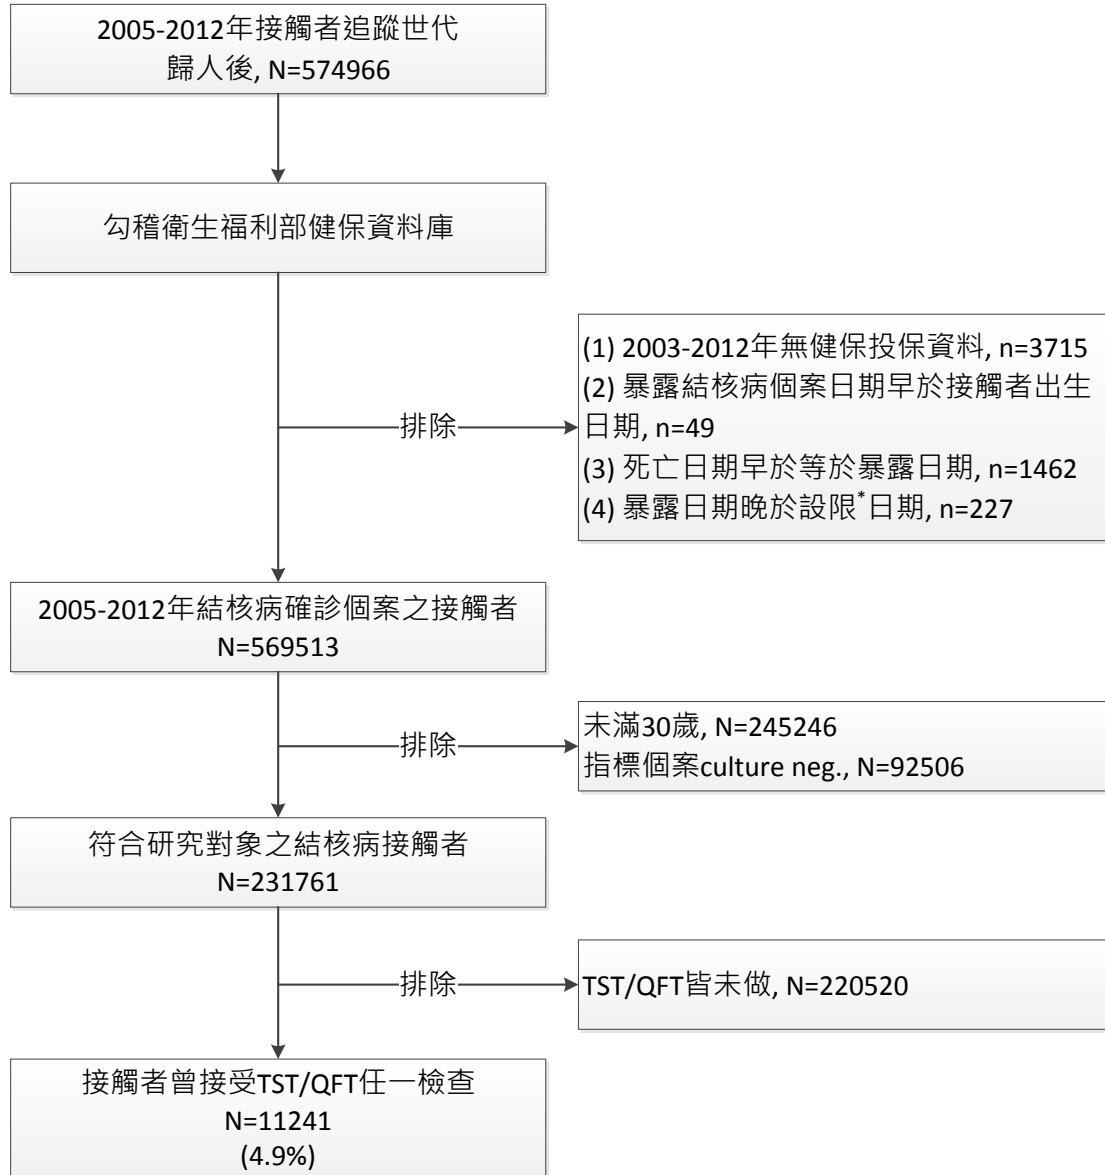 2005-2012年接觸者追蹤世代
歸人後, N=574966
勾稽衛生福利部健保資料庫
排除
(1) 2003-2012年無健保投保資料, n=3715
(2) 暴露結核病個案日期早於接觸者出生
日期, n=49
(3) 死亡日期早於等於暴露日期, n=1462
(4) 暴露日期晚於設限*日期, n=227
2005-2012年結核病確診個案之接觸者
N=569513
排除
未滿30歲, N=245246
指標個案culture neg., N=92506
符合研究對象之結核病接觸者
N=231761
排除
TST/QFT皆未做, N=220520
接觸者曾接受TST/QFT任一檢查
N=11241
(4.9%)